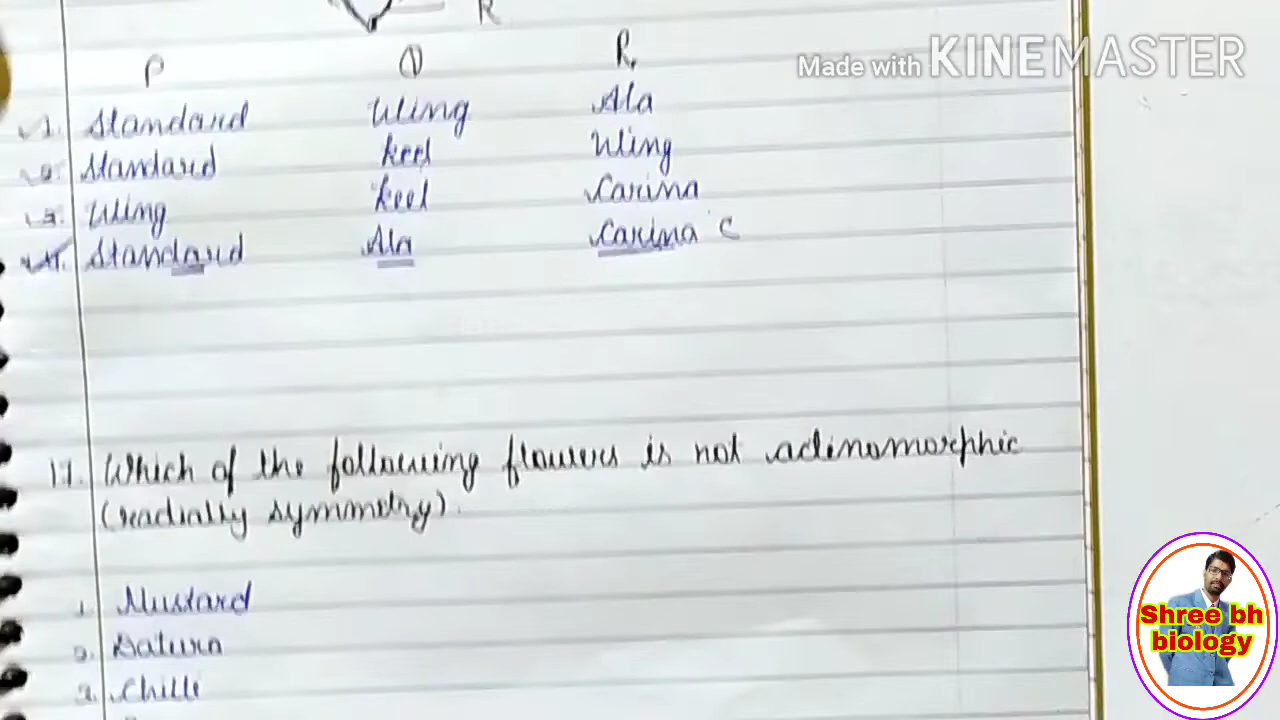 R
Made with KINEMASTER
P Q R
1. Standard Wing Ala
2. Standard keel Wing
3. Wing keel Carina
4. Standard Ala Carina
17. Which of the following flowers is not actinomorphic
(radially symmetry).
1. Mustard
2. Datura
3. Chilli
Shree bh
biology